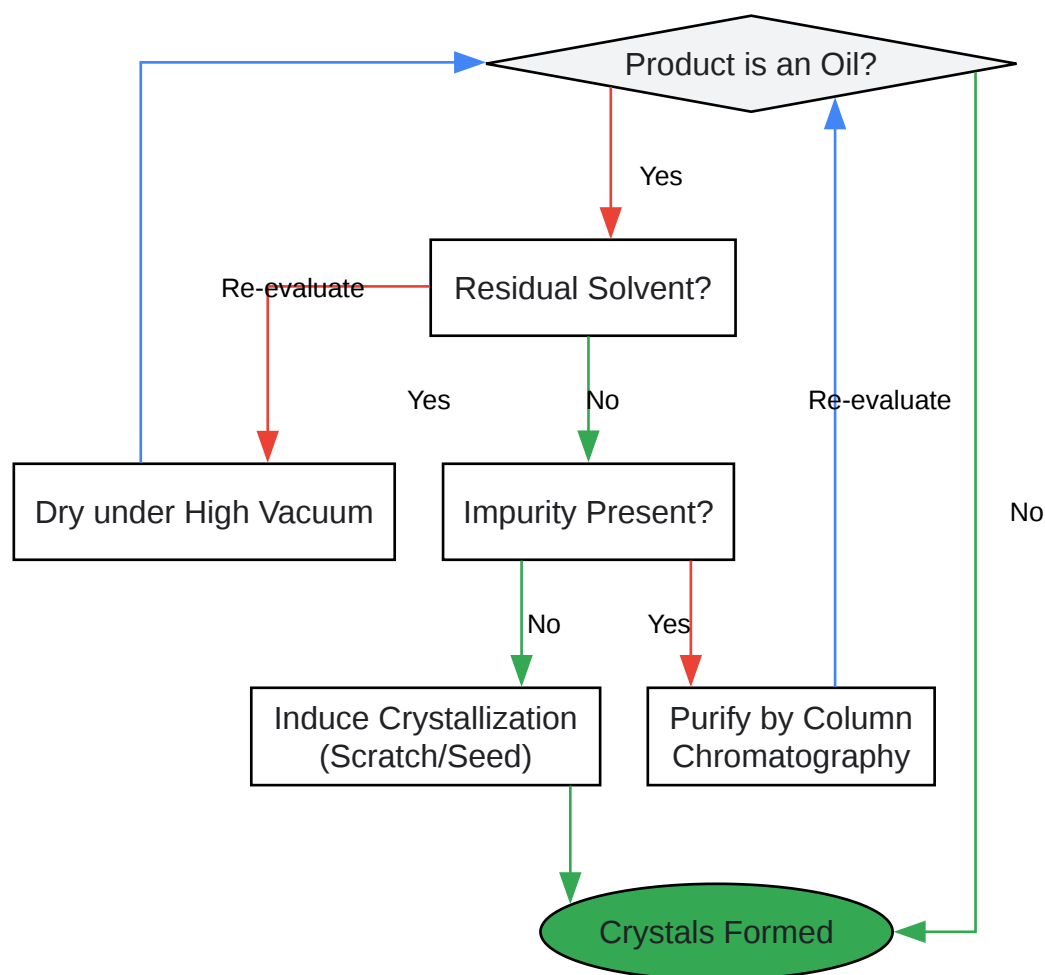 Product is an Oil?
Yes
Residual Solvent?
Re-evaluate
Yes
No
Re-evaluate
Dry under High Vacuum
Impurity Present?
No
No
Yes
Induce Crystallization
(Scratch/Seed)
Purify by Column
Chromatography
Crystals Formed